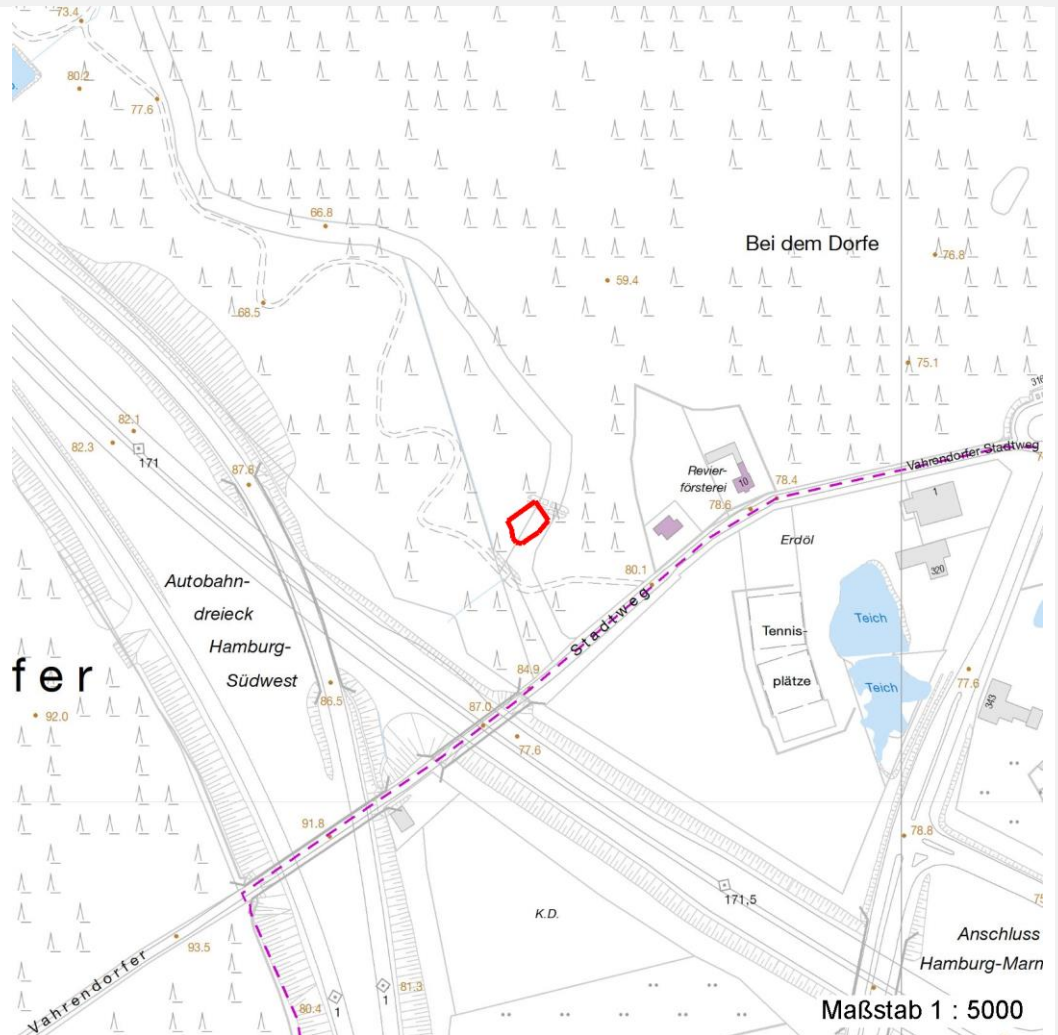 73.4
80.2
77.6
66.8
Bei dem Dorfe
76.8
59.4
68.5
75.1
316
82.1
82.3
171
87.6
Vahrendorfer Stadtweg
Revier-
försterei
10
78.4
78.6
1
Erdöl
320
80.1
Autobahn-
dreieck
Hamburg-
Südwest
Stadtweg
Teich
Tennis-
plätze
Teich
fer
84.9
86.5
87.0
77.6
77.6
343
92.0
91.8
78.8
171,5
K.D.
93.5
Anschluss
Hamburg-Marm
Vahrendorfer
80.4
1
1
81.3
Maßstab 1 : 5000